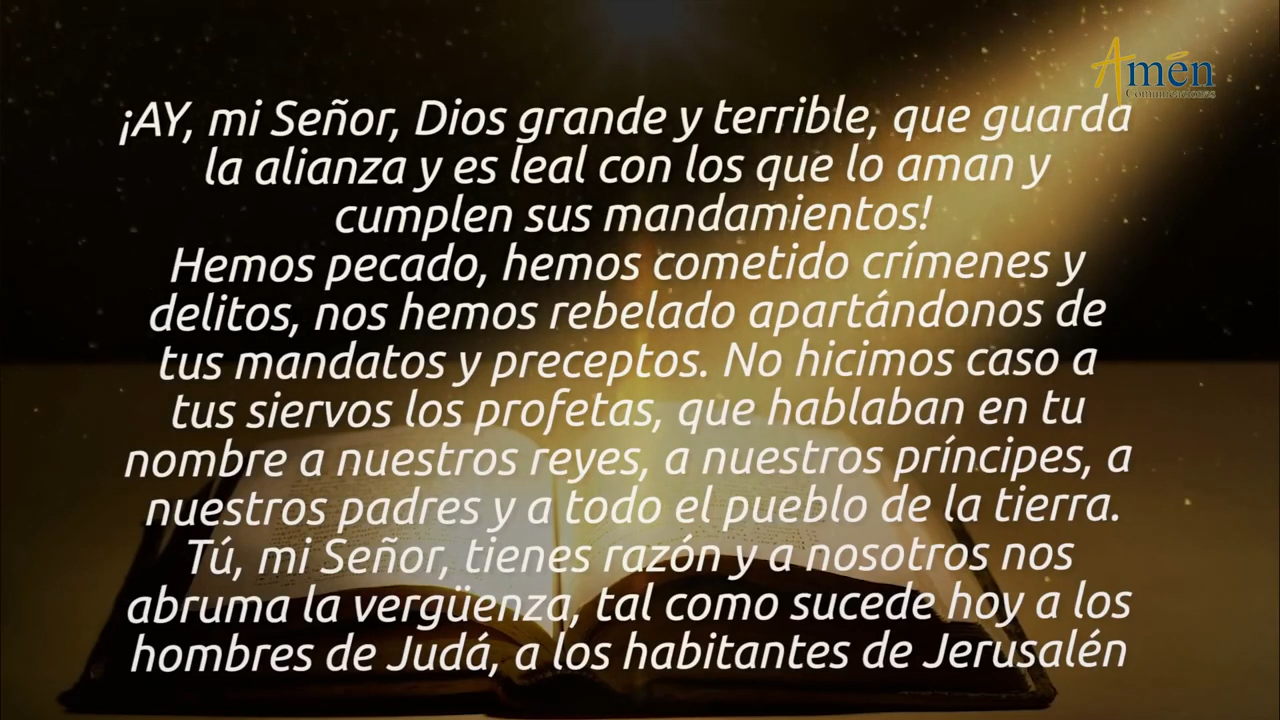 Amén
Comunicaciones
¡AY, mi Señor, Dios grande y terrible, que guarda
la alianza y es leal con los que lo aman y
cumplen sus mandamientos!
Hemos pecado, hemos cometido crímenes y
delitos, nos hemos rebelado apartándonos de
tus mandatos y preceptos. No hicimos caso a
tus siervos los profetas, que hablaban en tu
nombre a nuestros reyes, a nuestros príncipes, a
nuestros padres y a todo el pueblo de la tierra.
Tú, mi Señor, tienes razón y a nosotros nos
abruma la vergüenza, tal como sucede hoy a los
hombres de Judá, a los habitantes de Jerusalén